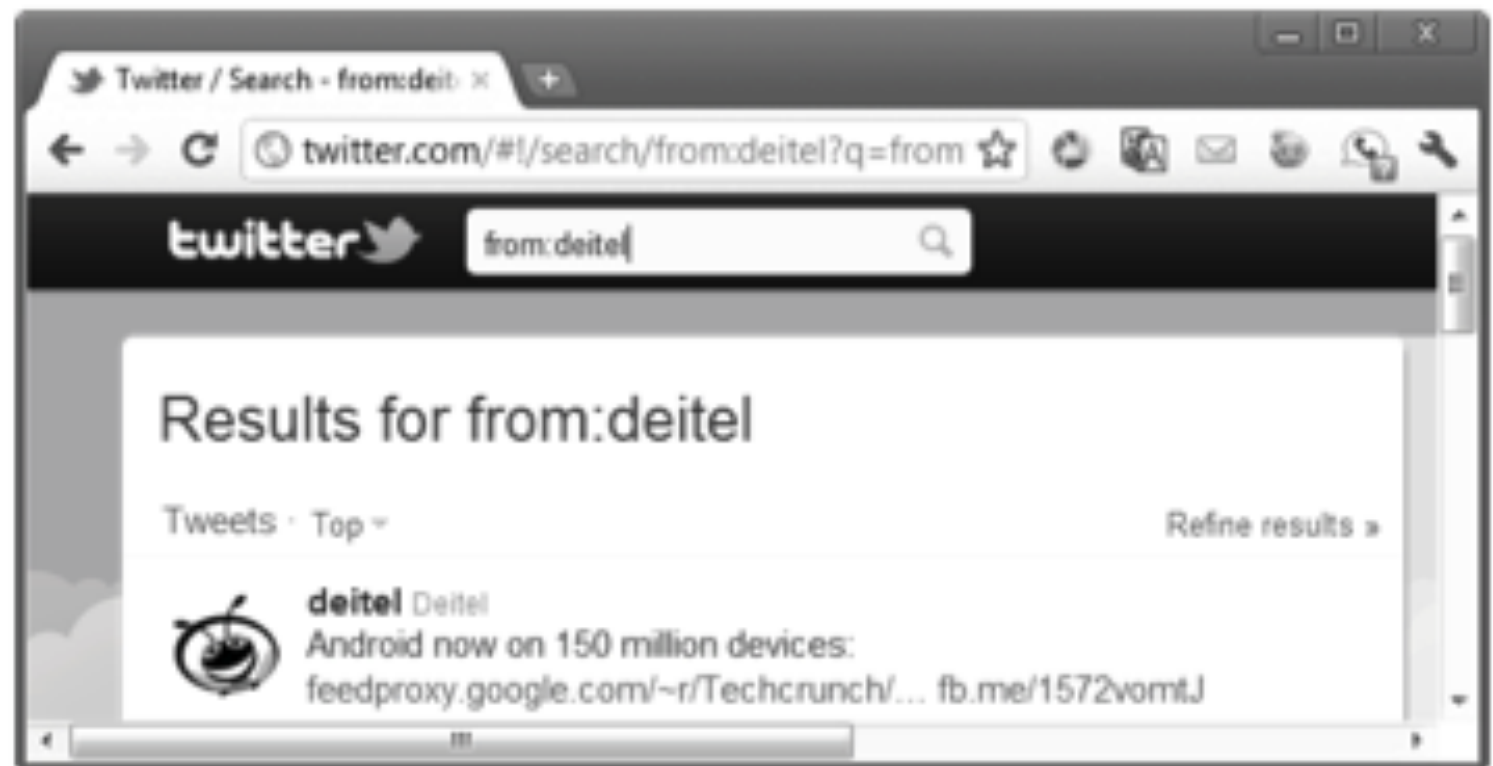 Twitter / Search - from:deit
twitter.com/#!/search/from:deitel?q=from
twitter
from:deitel
Results for from:deitel
Tweets · Top
Refine results »
deitel Deitel
Android now on 150 million devices:
feedproxy.google.com/~r/Techcrunch/... fb.me/1572vomtJ